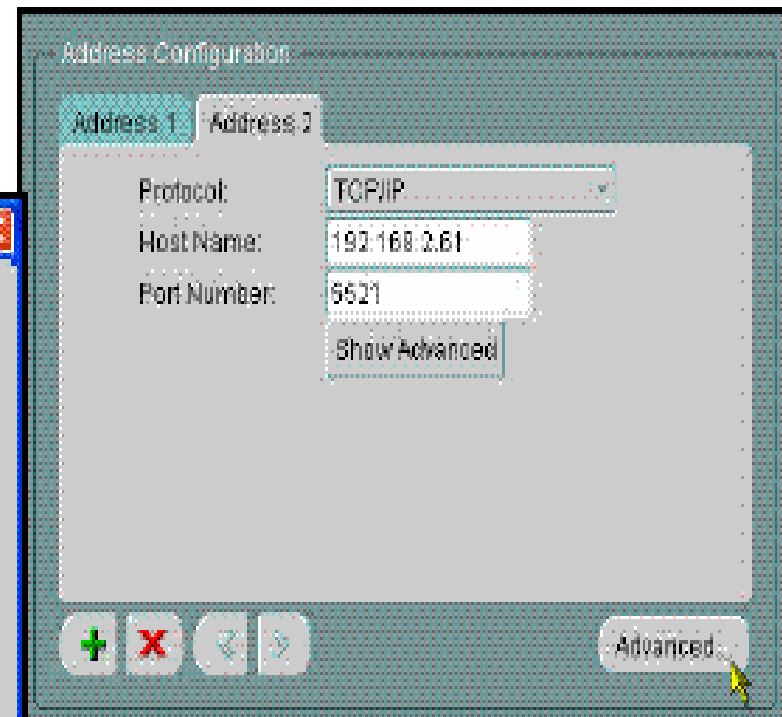 Address Configuration
Address 1 Address 2
Protocol: TCP/IP
Host Name: 192.168.2.61
Port Number:
Show Advanced
Advanced...